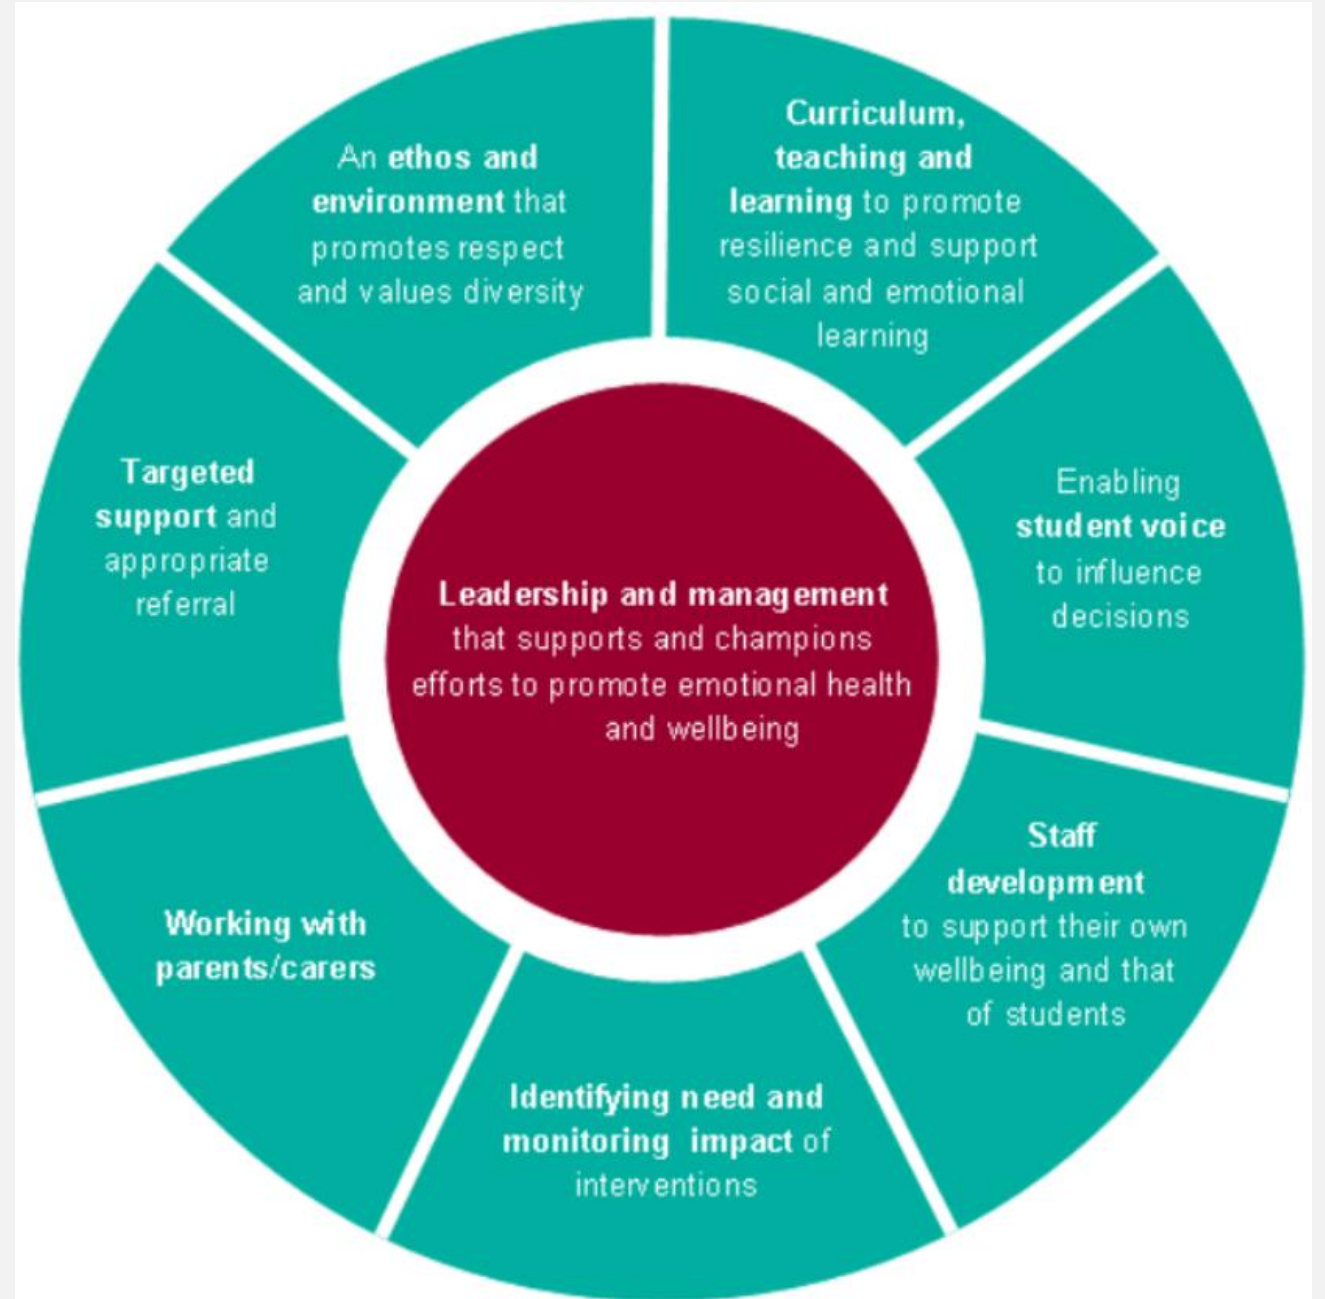 An ethos and
environment that
promotes respect
and values diversity
Curriculum,
teaching and
learning to promote
resilience and support
social and emotional
learning
Enabling
student voice
to influence
decisions
Staff
development
to support their own
wellbeing and that
of students
Identifying need and
monitoring impact of
interventions
Working with
parents/carers
Targeted
support and
appropriate
referral
Leadership and management
that supports and champions
efforts to promote emotional health
and wellbeing